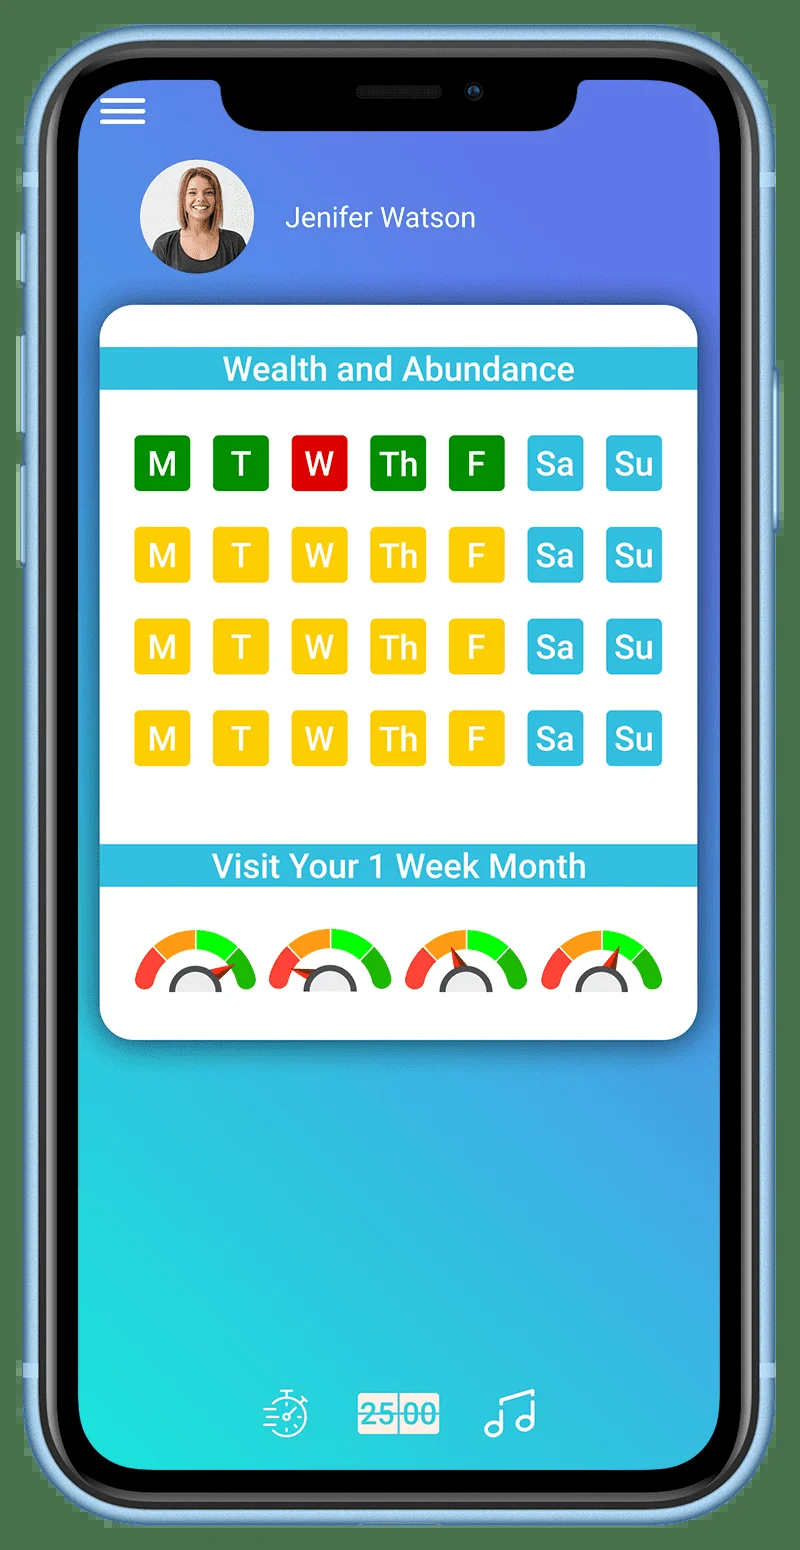 Jenifer Watson
Wealth and Abundance
M T W Th F Sa Su
M T W Th F Sa Su
M T W Th F Sa Su
M T W Th F Sa Su
Visit Your 1 Week Month
25 00